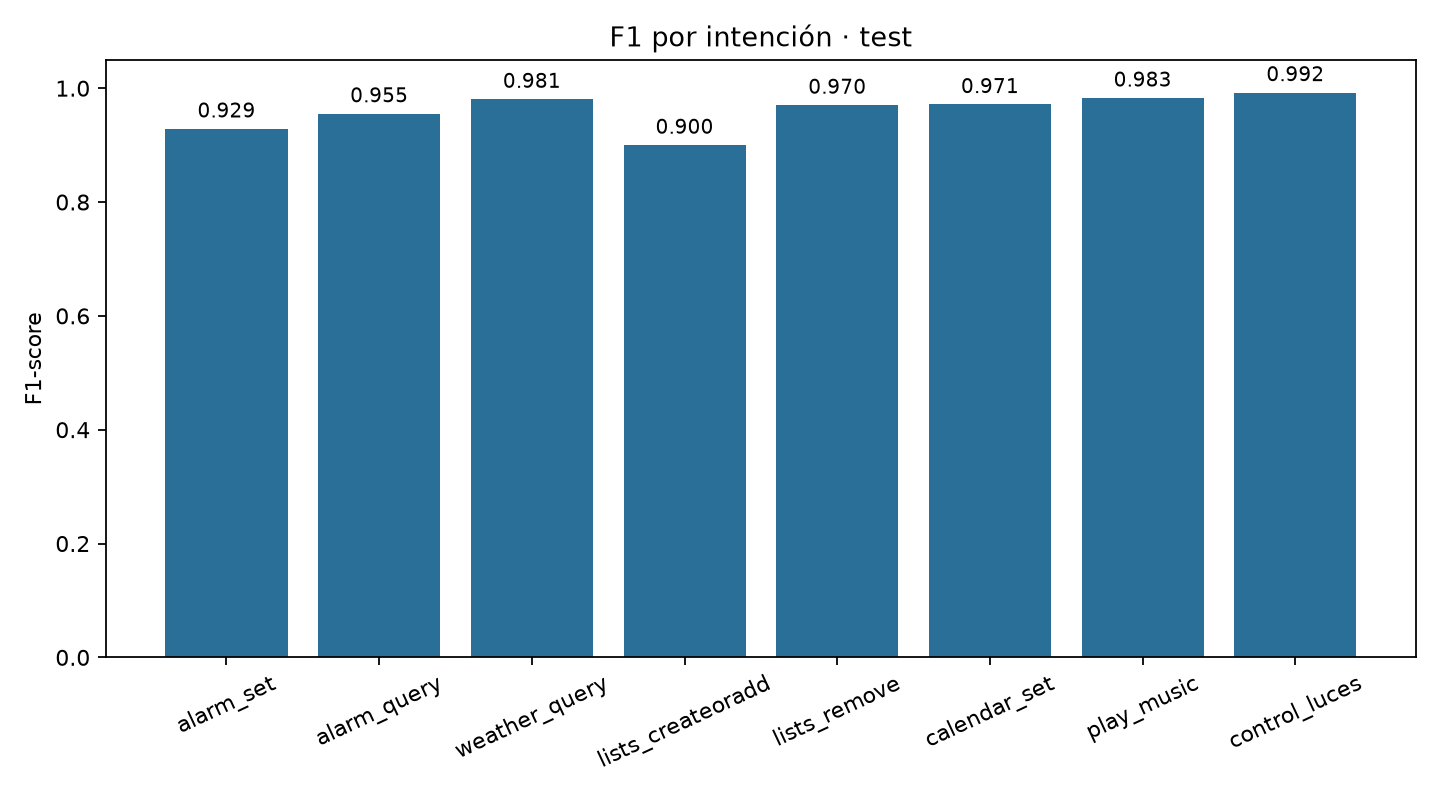 F1 por intención · test
F1-score
1.0
0.8
0.6
0.4
0.2
0.0
0.929
0.955
0.981
0.900
0.970
0.971
0.983
0.992
alarm_set
alarm_query
weather_query
lists_createoradd
lists_remove
calendar_set
play_music
control_luces